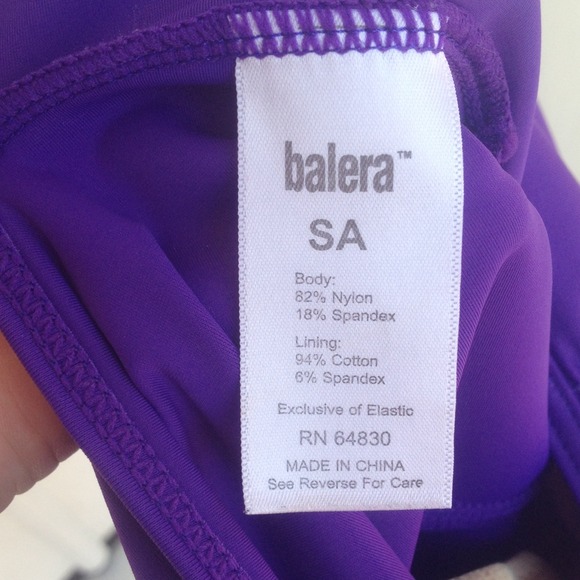 balera™
SA
Body:
82% Nylon
18% Spandex
Lining:
94% Cotton
6% Spandex
Exclusive of Elastic
RN 64830
MADE IN CHINA
See Reverse For Care